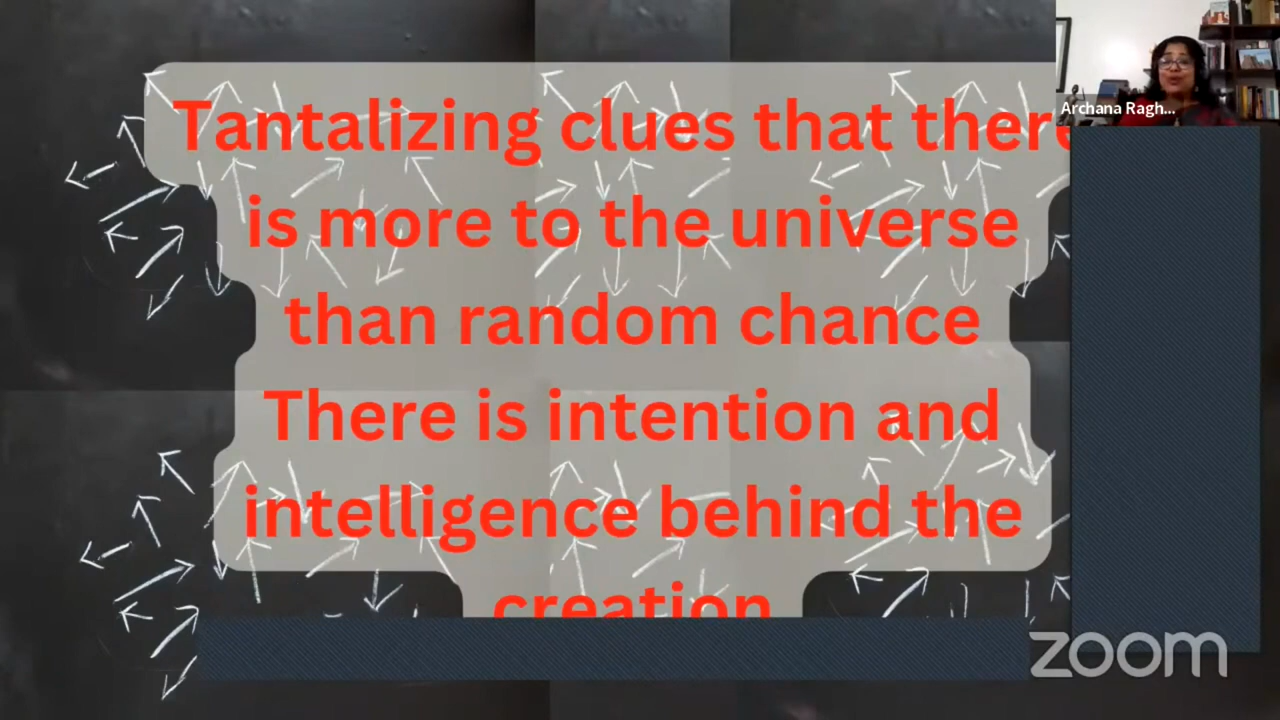 Tantalizing clues that there
is more to the universe
than random chance
There is intention and
intelligence behind the
creation
Archana Ragh...
zoom